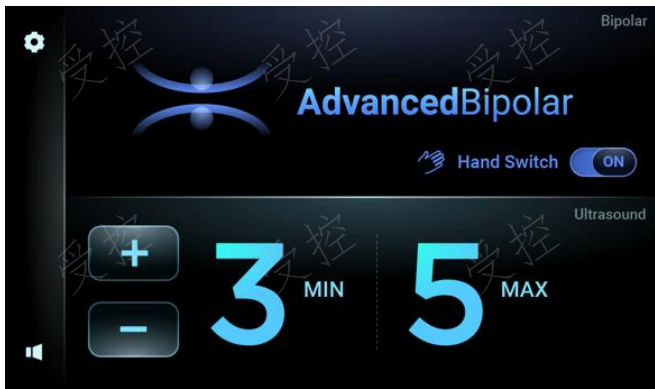 Bipolar
AdvancedBipolar
Hand Switch ON
Ultrasound
+
3 MIN 5 MAX
−
受控
受控
受控
受控
受控
受控